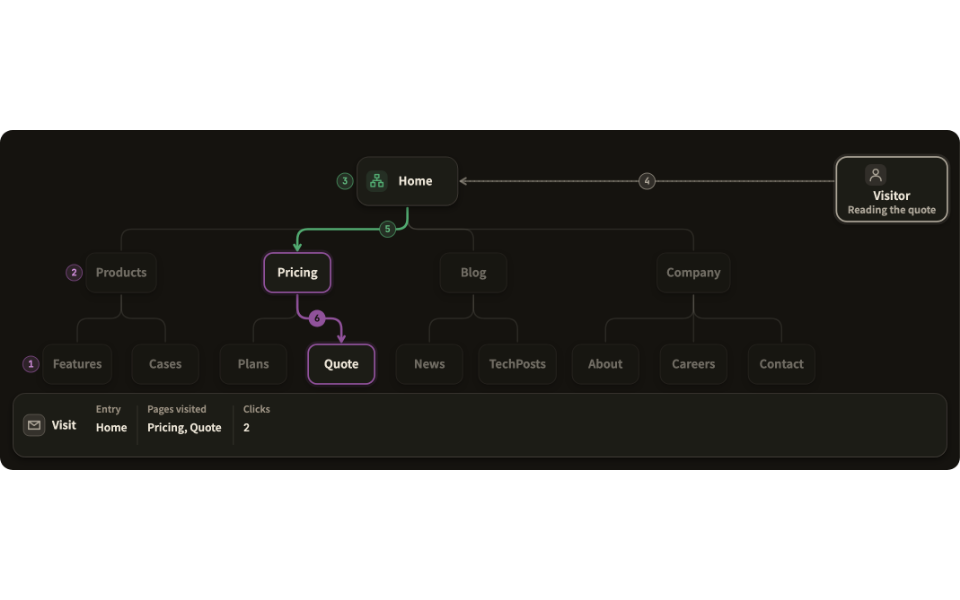 3
Home
4
Visitor
Reading the quote
5
2
Products
Pricing
Blog
Company
6
1
Features
Cases
Plans
Quote
News
TechPosts
About
Careers
Contact
Visit
Entry
Home
Pages visited
Pricing, Quote
Clicks
2